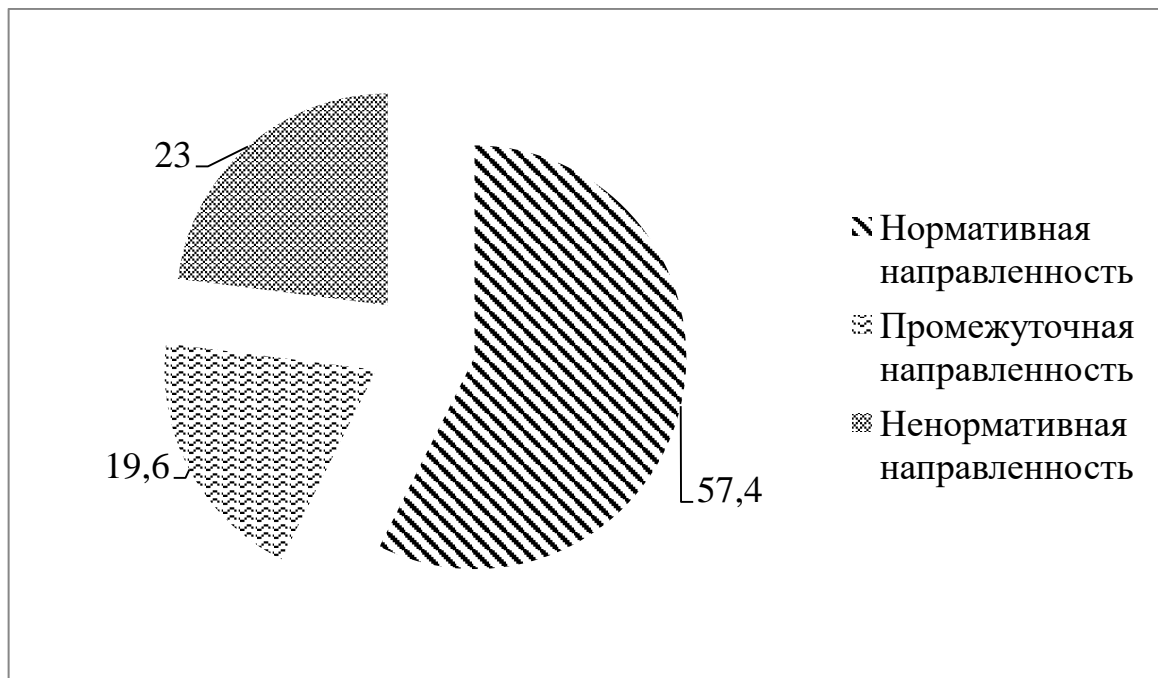 23
19,6
57,4
Нормативная
направленность
Промежуточная
направленность
Ненормативная
направленность